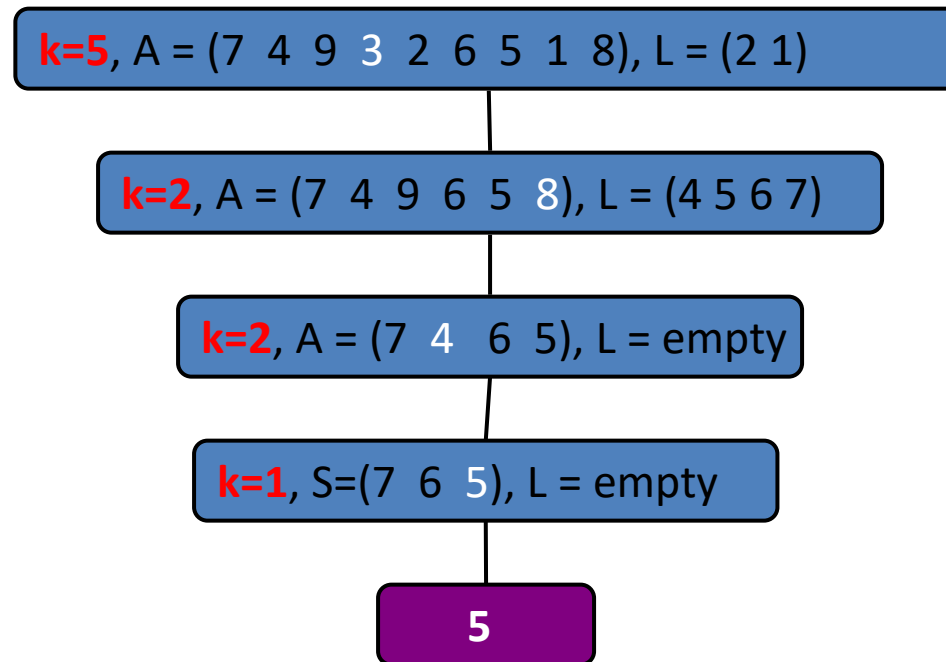 k=5, A = (7 4 9 3 2 6 5 1 8), L = (2 1)
k=2, A = (7 4 9 6 5 8), L = (4 5 6 7)
k=2, A = (7 4 6 5), L = empty
k=1, S=(7 6 5), L = empty
5